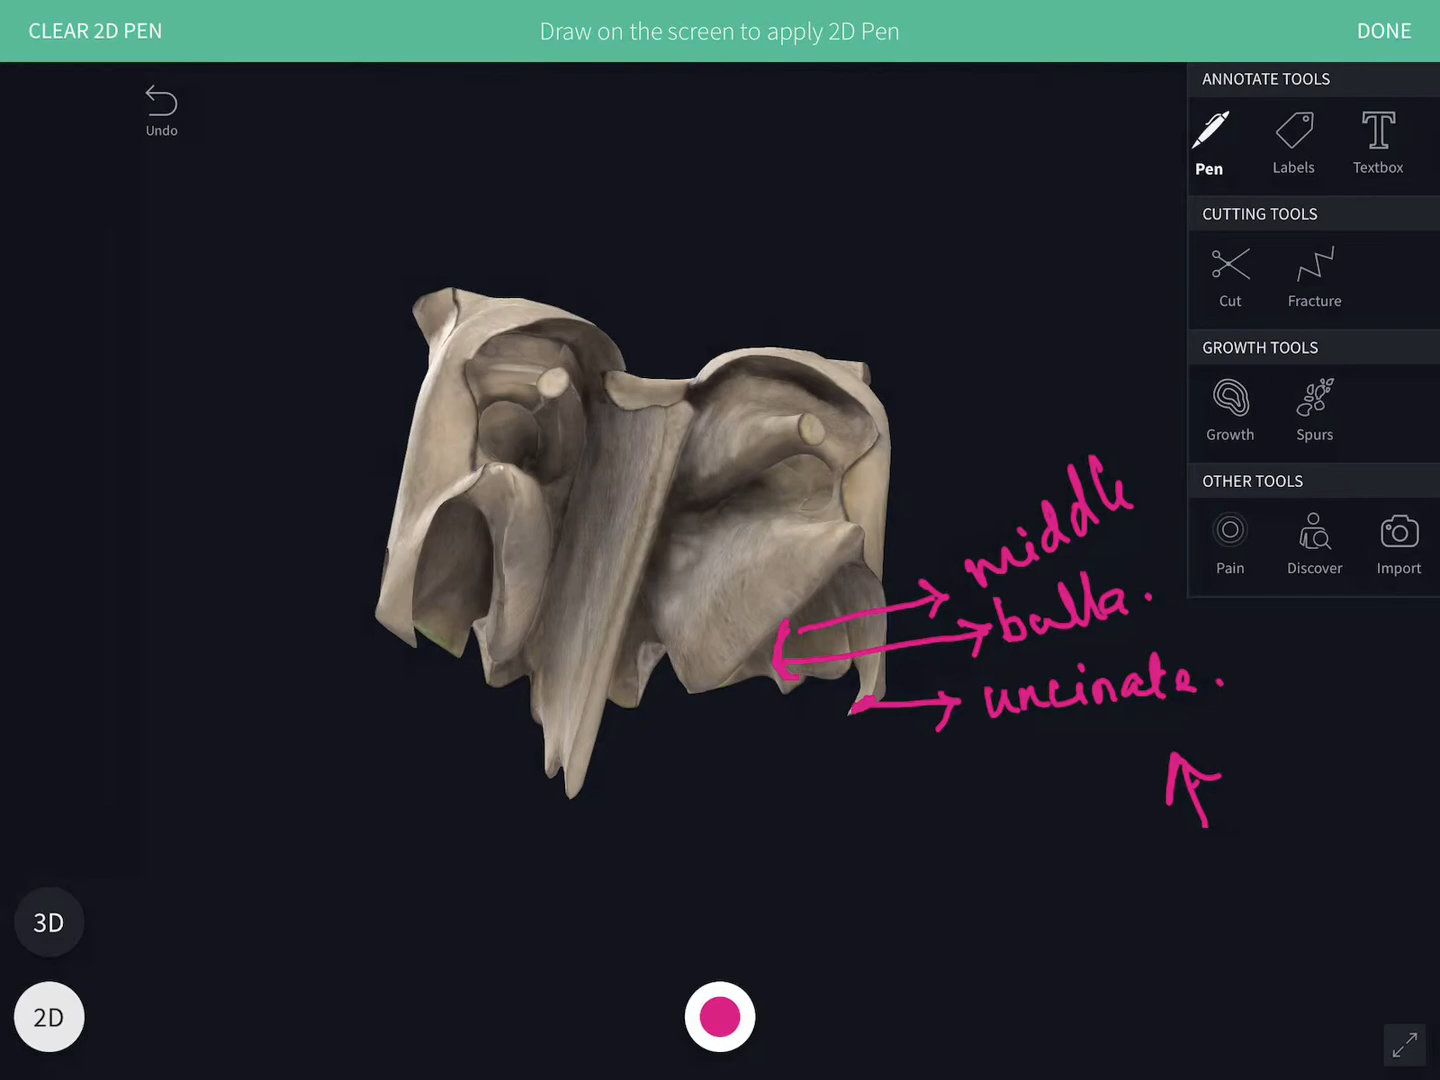 CLEAR 2D PEN
Draw on the screen to apply 2D Pen
DONE
Undo
ANNOTATE TOOLS
Pen
Labels
Textbox
CUTTING TOOLS
Cut
Fracture
GROWTH TOOLS
Growth
Spurs
OTHER TOOLS
Pain
Discover
Import
middle
bulla.
uncinate.
3D
2D